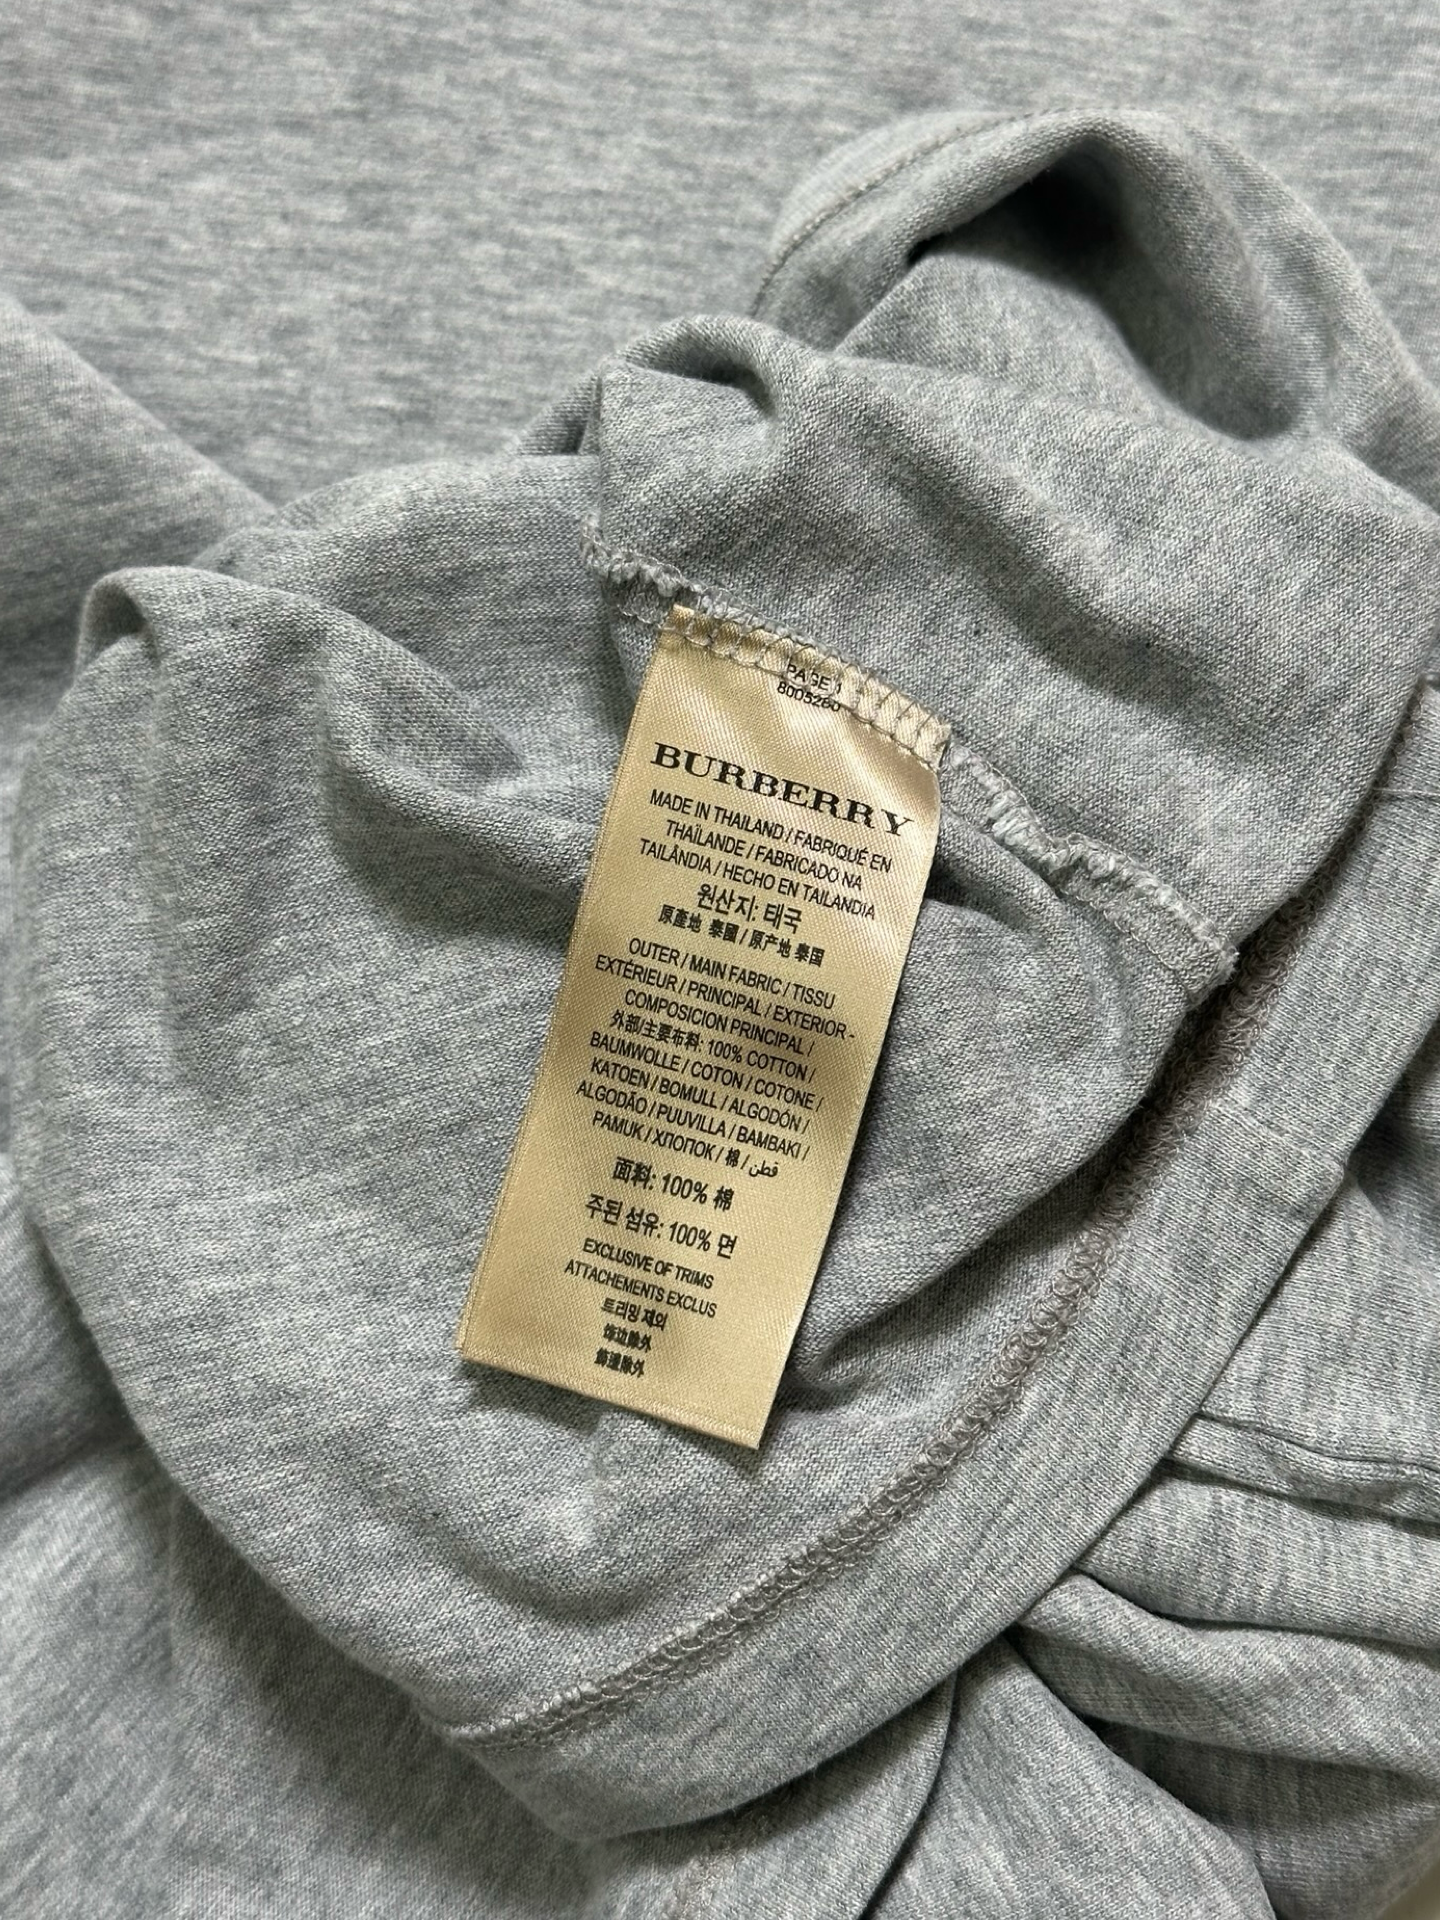 PAGE 1
8005280
BURBERRY
MADE IN THAILAND / FABRIQUÉ EN
THAÏLANDE / FABRICADO NA
TAILÂNDIA / HECHO EN TAILANDIA
원산지: 태국
原產地 泰國 / 原产地 泰国
OUTER / MAIN FABRIC / TISSU
EXTÉRIEUR / PRINCIPAL / EXTERIOR -
COMPOSICION PRINCIPAL /
外部/主要布料: 100% COTTON /
BAUMWOLLE / COTON / COTONE /
KATOEN / BOMULL / ALGODÓN /
ALGODÃO / PUUVILLA / BAMBAKI /
PAMUK / ХЛОПОК / 棉 / قطن
面料: 100% 棉
주된 섬유: 100% 면
EXCLUSIVE OF TRIMS
ATTACHEMENTS EXCLUS
트리밍 제외
饰边除外
飾邊除外